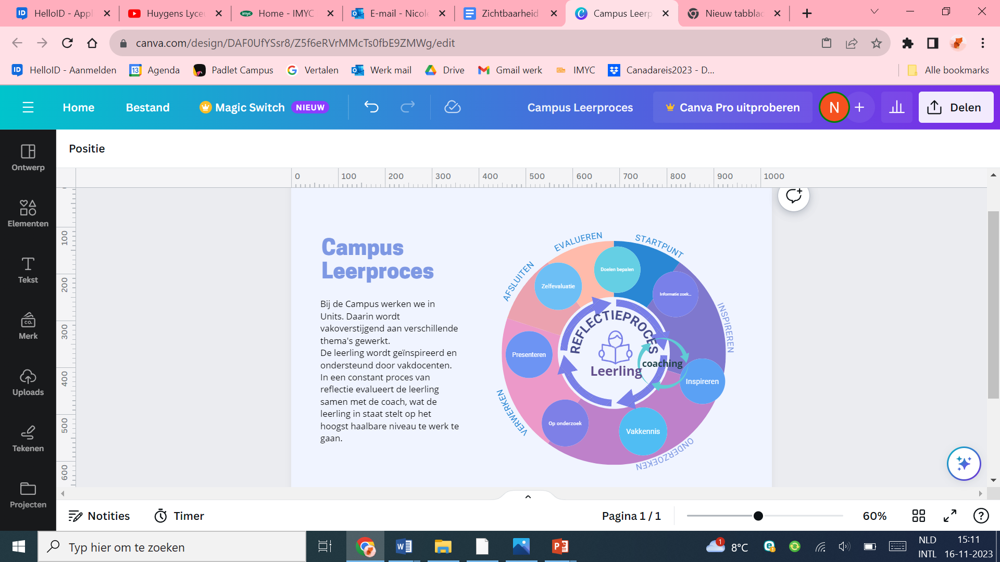 HelloID - Appl
Huygens Lyce
Home - IMYC
E-mail - Nicole
Zichtbaarheid
Campus Leerp
Nieuw tabblad
canva.com/design/DAF0UfYSsr8/Z5f6eRVrMMcTs0fbE9ZMWg/edit
HelloID - Aanmelden
Agenda
Padlet Campus
Vertalen
Werk mail
Drive
Gmail werk
IMYC
Canadareis2023 - D...
Alle bookmarks
Home
Bestand
Magic Switch
NIEUW
Campus Leerproces
Canva Pro uitproberen
N
Delen
Positie
Ontwerp
Elementen
Tekst
Merk
Uploads
Tekenen
Projecten
0 100 200 300 400 500 600 700 800 900 1000
100
200
300
400
500
600
Campus
Leerproces
Bij de Campus werken we in
Units. Daarin wordt
vakoverstijgend aan verschillende
thema's gewerkt.
De leerling wordt geïnspireerd en
ondersteund door vakdocenten.
In een constant proces van
reflectie evalueert de leerling
samen met de coach, wat de
leerling in staat stelt op het
hoogst haalbare niveau te werk te
gaan.
EVALUEREN
STARTPUNT
AFSLUITEN
INSPIREREN
VERWERKEN
ONDERZOEKEN
Doelen bepalen
Zelfevaluatie
Informatie zoek...
Presenteren
Inspireren
Op onderzoek
Vakkennis
REFLECTIEPROCES
Leerling
coaching
Notities
Timer
Pagina 1 / 1
60%
Typ hier om te zoeken
1
8°C
NLD
INTL
15:11
16-11-2023